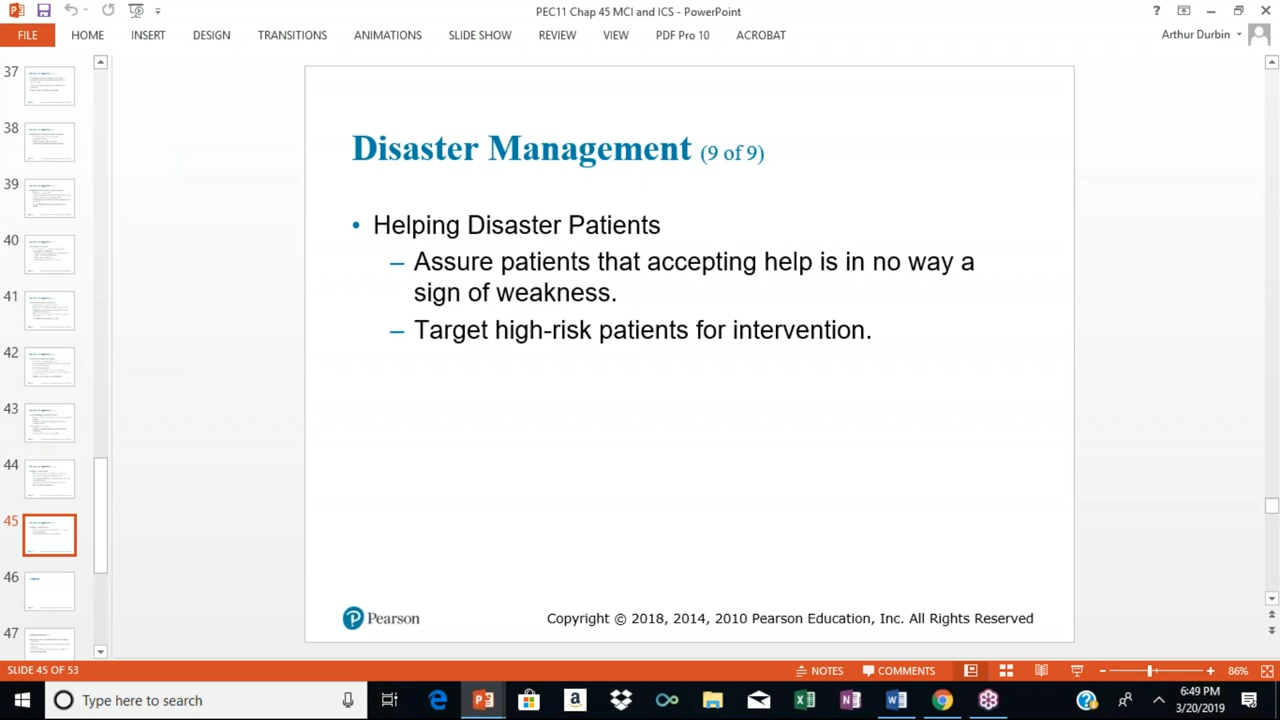 PEC11 Chap 45 MCI and ICS - PowerPoint
FILE HOME INSERT DESIGN TRANSITIONS ANIMATIONS SLIDE SHOW REVIEW VIEW PDF Pro 10 ACROBAT
Arthur Durbin
37
38
39
40
41
42
43
44
45
46
47
Disaster Management (9 of 9)
• Helping Disaster Patients
– Assure patients that accepting help is in no way a
sign of weakness.
– Target high-risk patients for intervention.
Pearson
Copyright © 2018, 2014, 2010 Pearson Education, Inc. All Rights Reserved
SLIDE 45 OF 53
NOTES COMMENTS 86%
Type here to search
6:49 PM
3/20/2019